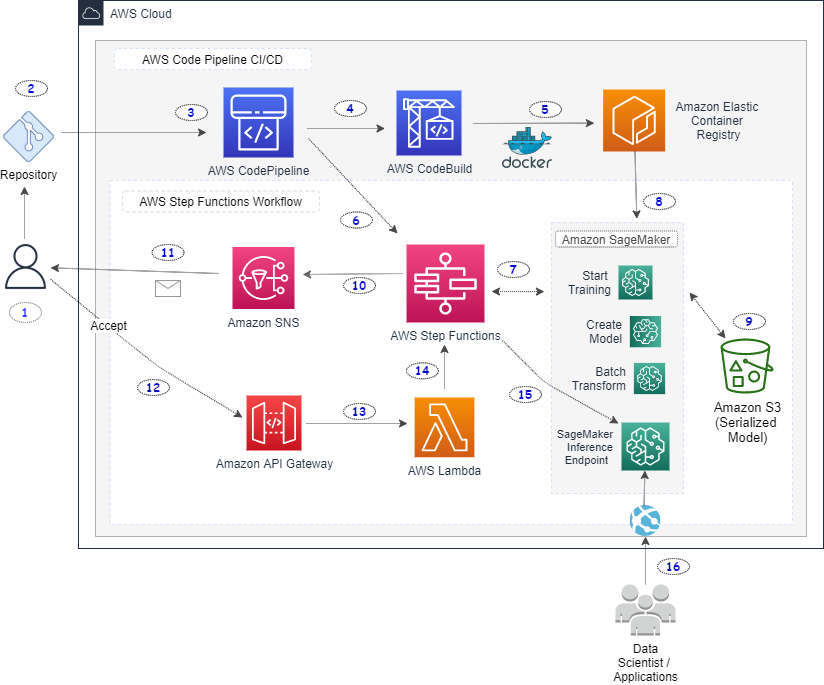 AWS Cloud
AWS Code Pipeline CI/CD
2
3
4
5
Repository
AWS CodePipeline
AWS CodeBuild
docker
Amazon Elastic
Container
Registry
AWS Step Functions Workflow
6
8
1
11
Amazon SNS
10
AWS Step Functions
7
Amazon SageMaker
Start
Training
Create
Model
Batch
Transform
SageMaker
Inference
Endpoint
9
Amazon S3
(Serialized
Model)
Accept
12
Amazon API Gateway
13
14
AWS Lambda
15
16
Data
Scientist /
Applications